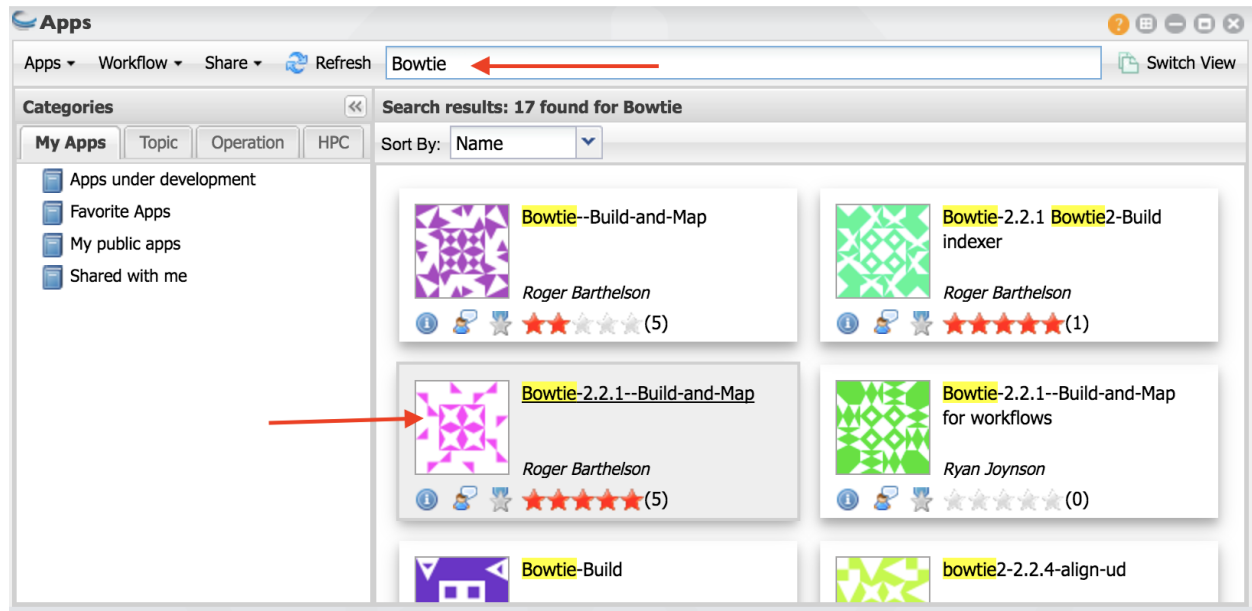 Apps
Apps Workflow Share Refresh Bowtie Switch View
Categories
Search results: 17 found for Bowtie
My Apps Topic Operation HPC
Sort By: Name
Apps under development
Favorite Apps
My public apps
Shared with me
Bowtie--Build-and-Map
Roger Barthelson
(5)
Bowtie-2.2.1 Bowtie2-Build
indexer
Roger Barthelson
(1)
Bowtie-2.2.1--Build-and-Map
Roger Barthelson
(5)
Bowtie-2.2.1--Build-and-Map
for workflows
Ryan Joynson
(0)
Bowtie-Build
bowtie2-2.2.4-align-ud